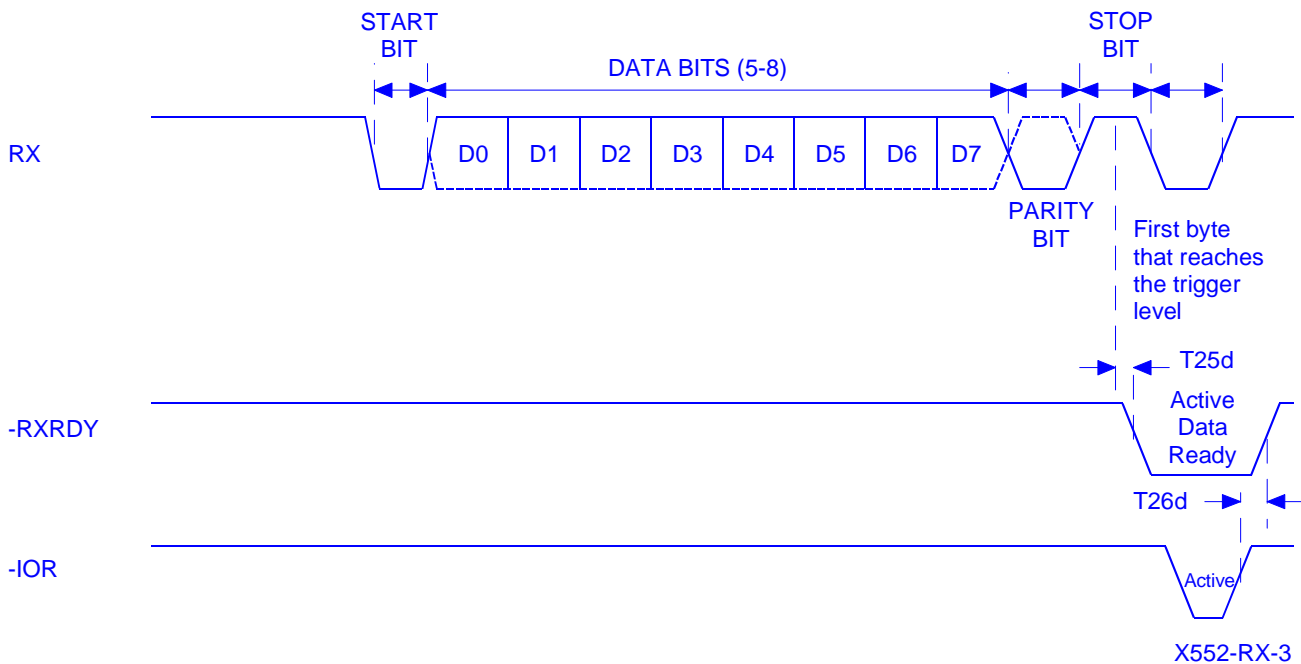 START
BIT
STOP
BIT
DATA BITS (5-8)
RX
D0 D1 D2 D3 D4 D5 D6 D7
PARITY
BIT
First byte
that reaches
the trigger
level
T25d
-RXRDY
Active
Data
Ready
T26d
-IOR
Active
X552-RX-3